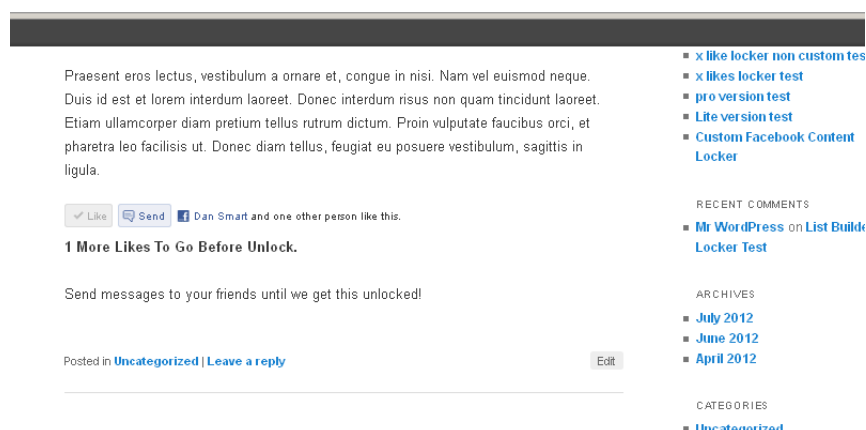 Praesent eros lectus, vestibulum a ornare et, congue in nisi. Nam vel euismod neque.
Duis id est et lorem interdum laoreet. Donec interdum risus non quam tincidunt laoreet.
Etiam ullamcorper diam pretium tellus rutrum dictum. Proin vulputate faucibus orci, et
pharetra leo facilisis ut. Donec diam tellus, feugiat eu posuere vestibulum, sagittis in
ligula.
Like Send Dan Smart and one other person like this.
1 More Likes To Go Before Unlock.
Send messages to your friends until we get this unlocked!
Posted in Uncategorized | Leave a reply
Edit
x like locker non custom tes
x likes locker test
pro version test
Lite version test
Custom Facebook Content
Locker
RECENT COMMENTS
Mr WordPress on List Builde
Locker Test
ARCHIVES
July 2012
June 2012
April 2012
CATEGORIES
Uncategorized